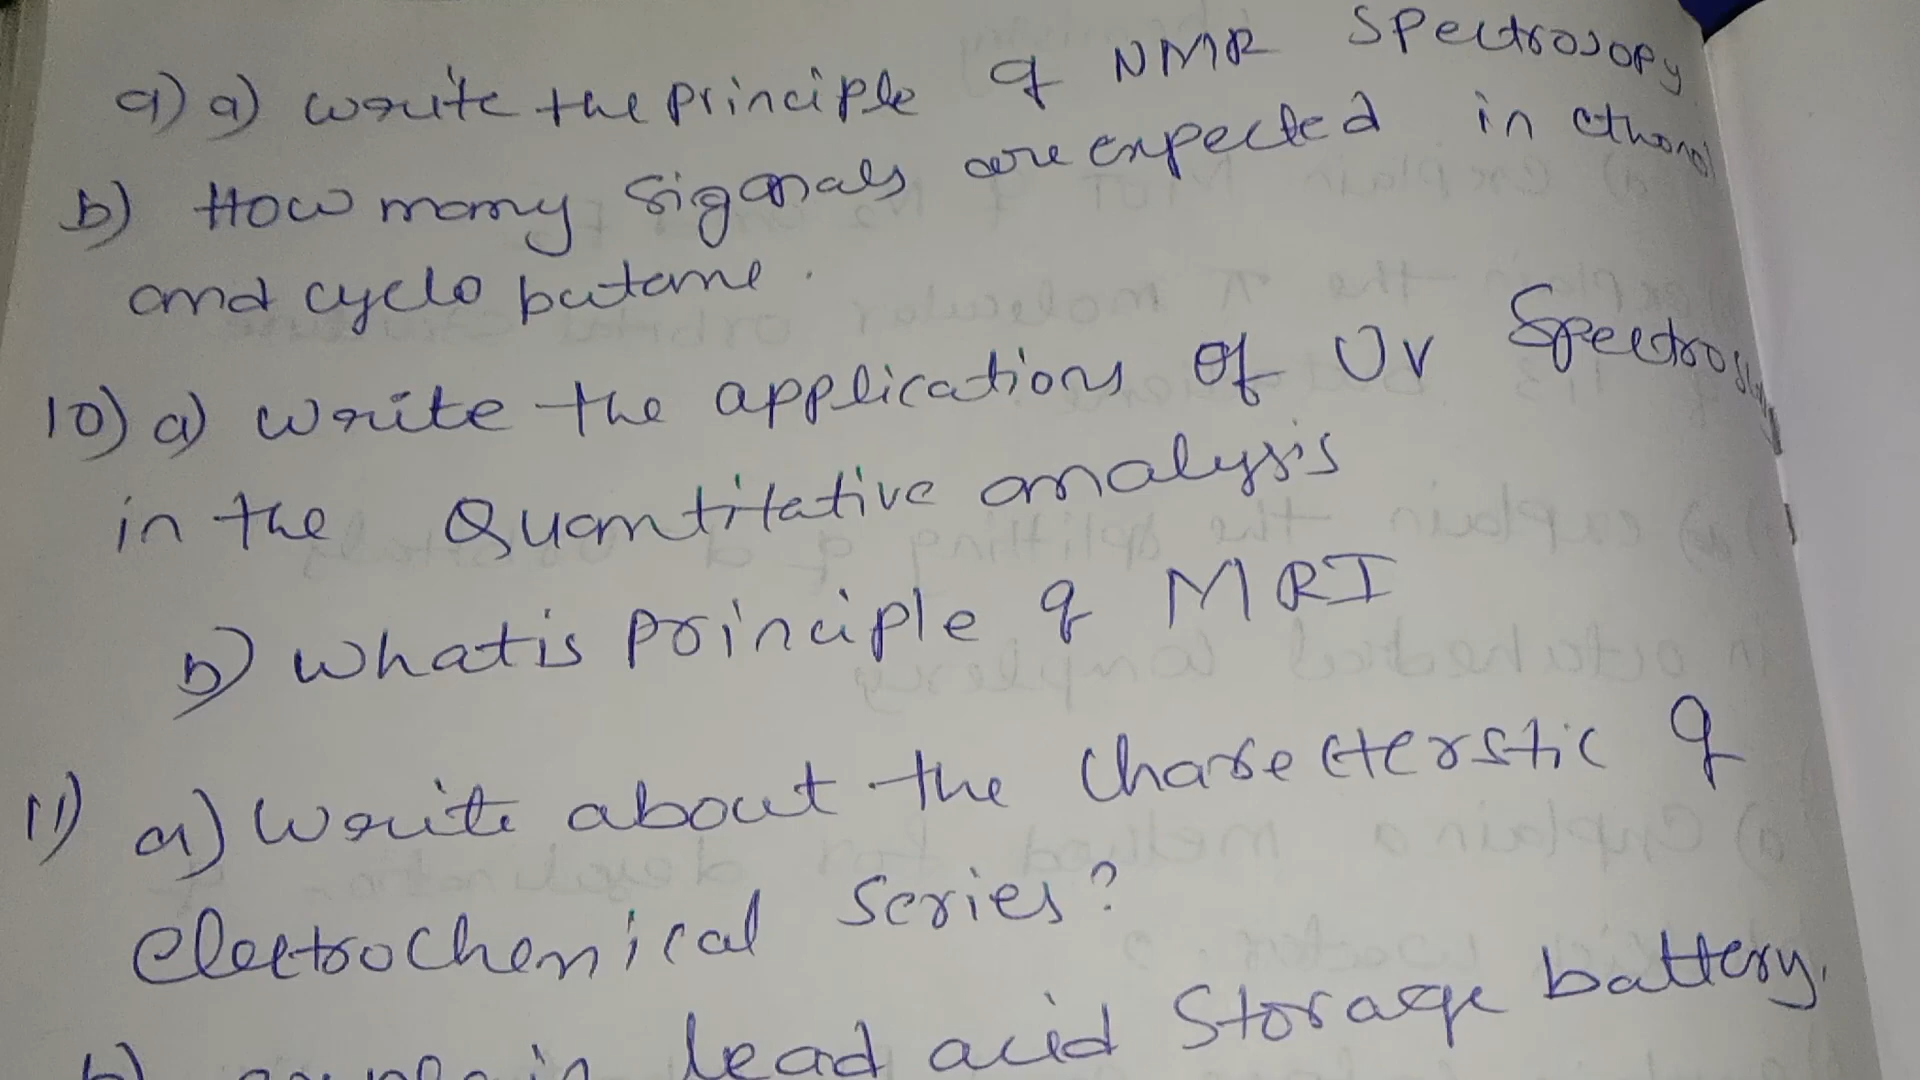 9) a) write the principle of NMR Spectroscopy
b) How many signals are expected in ethanol
and cyclo butane.
10) a) write the applications of UV Spectroscopy
in the Quantitative analysis
b) what is principle of MRI
11) a) write about the charecterstic of
electrochemical series?
b) explain lead acid storage battery.